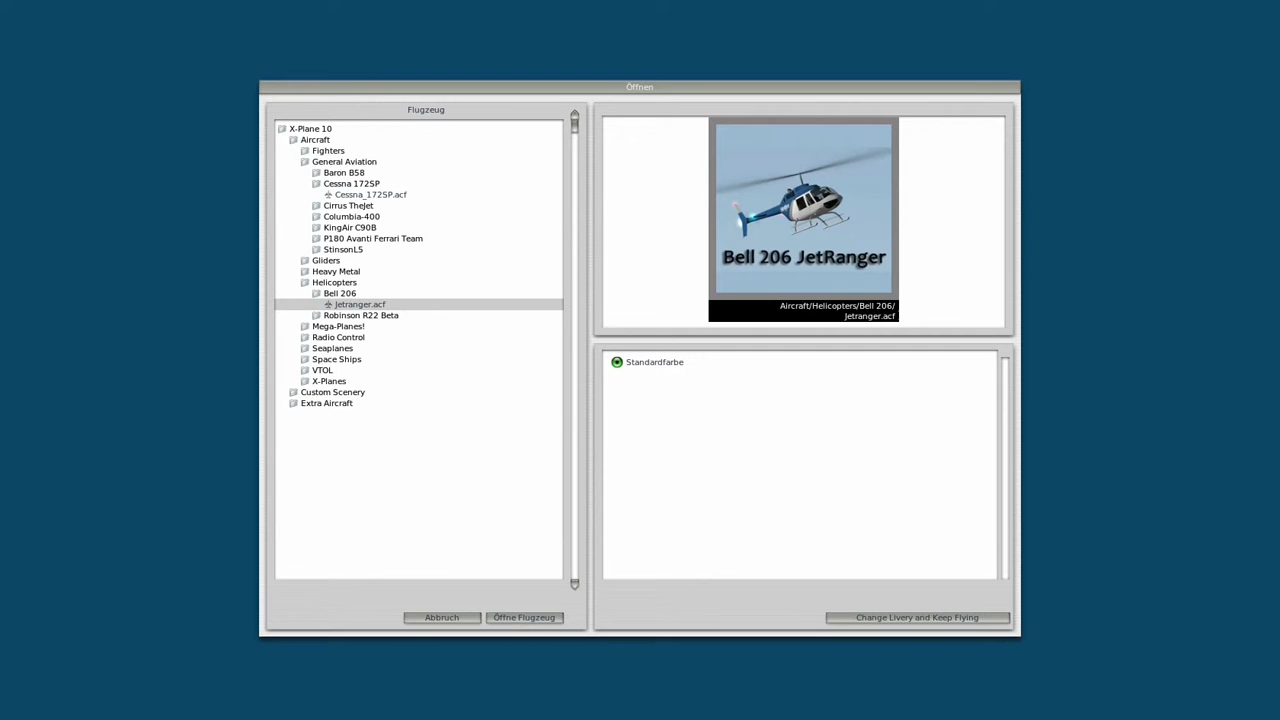 Öffnen
Flugzeug
X-Plane 10
Aircraft
Fighters
General Aviation
Baron B58
Cessna 172SP
Cessna_172SP.acf
Cirrus TheJet
Columbia-400
KingAir C90B
P180 Avanti Ferrari Team
StinsonL5
Gliders
Heavy Metal
Helicopters
Bell 206
Jetranger.acf
Robinson R22 Beta
Mega-Planes!
Radio Control
Seaplanes
Space Ships
VTOL
X-Planes
Custom Scenery
Extra Aircraft
Abbruch
Öffne Flugzeug
Bell 206 JetRanger
Aircraft/Helicopters/Bell 206/
Jetranger.acf
Standardfarbe
Change Livery and Keep Flying